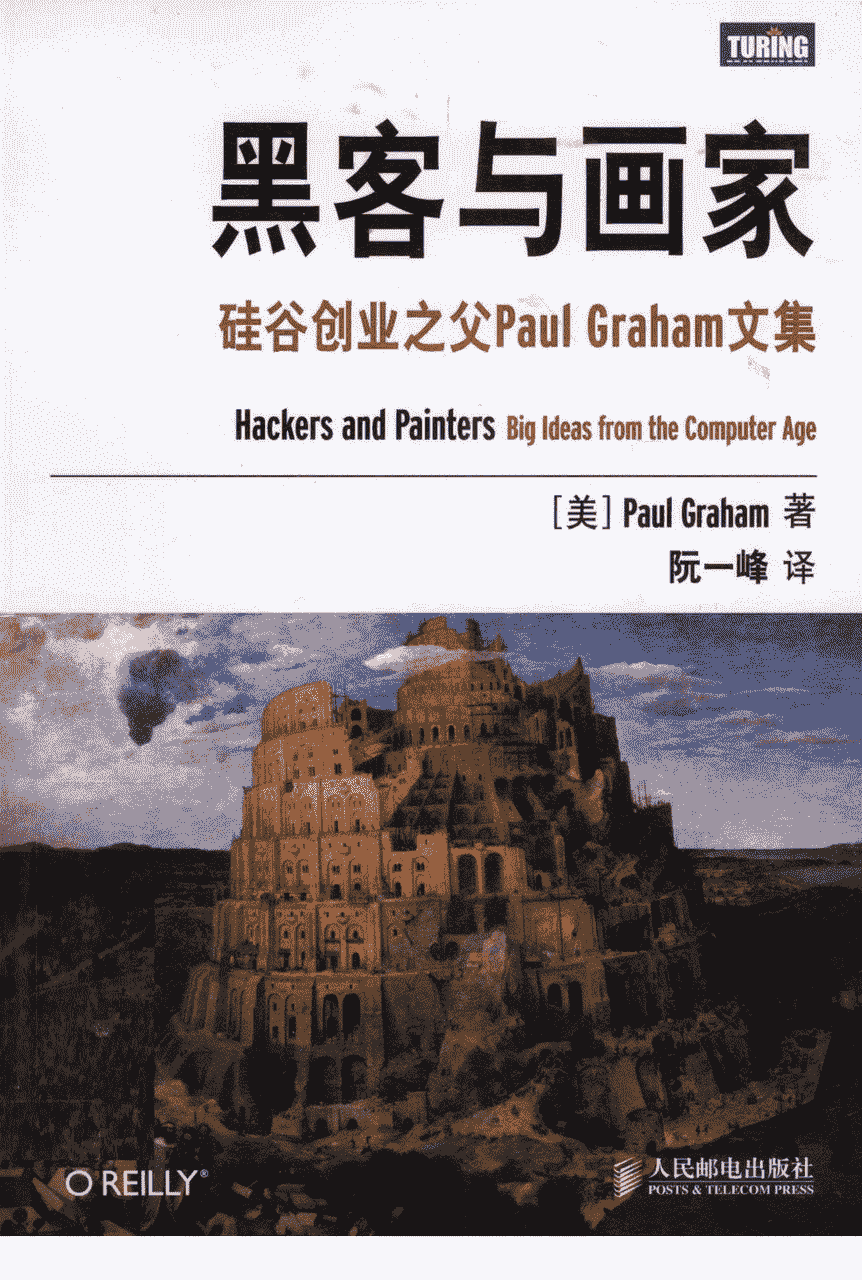 TURING
黑客与画家
硅谷创业之父Paul Graham文集
Hackers and Painters Big Ideas from the Computer Age
[美] Paul Graham 著
阮一峰 译
O REILLY®
人民邮电出版社
POSTS & TELECOM PRESS